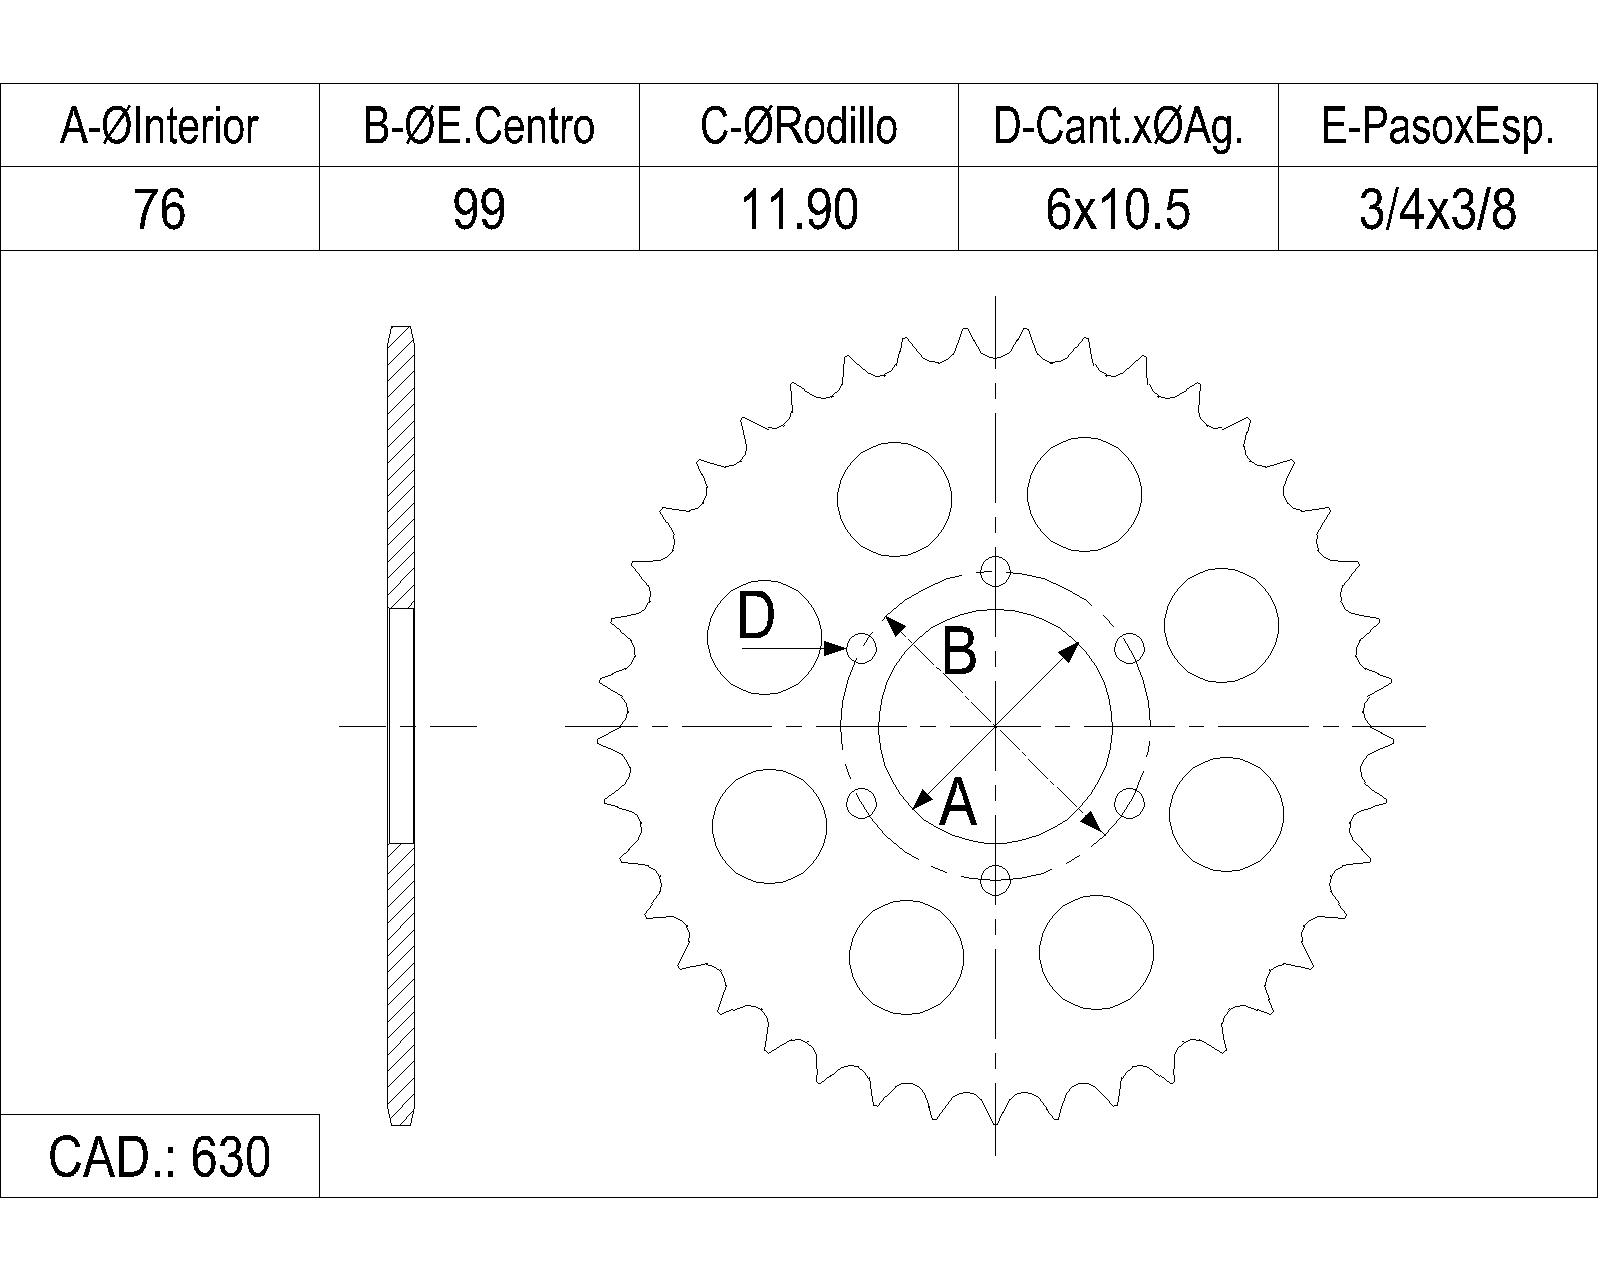 A-ØInterior B-ØE.Centro C-ØRodillo D-Cant.xØAg. E-PasoxEsp.
76 99 11.90 6x10.5 3/4x3/8
D
B
A
CAD.: 630